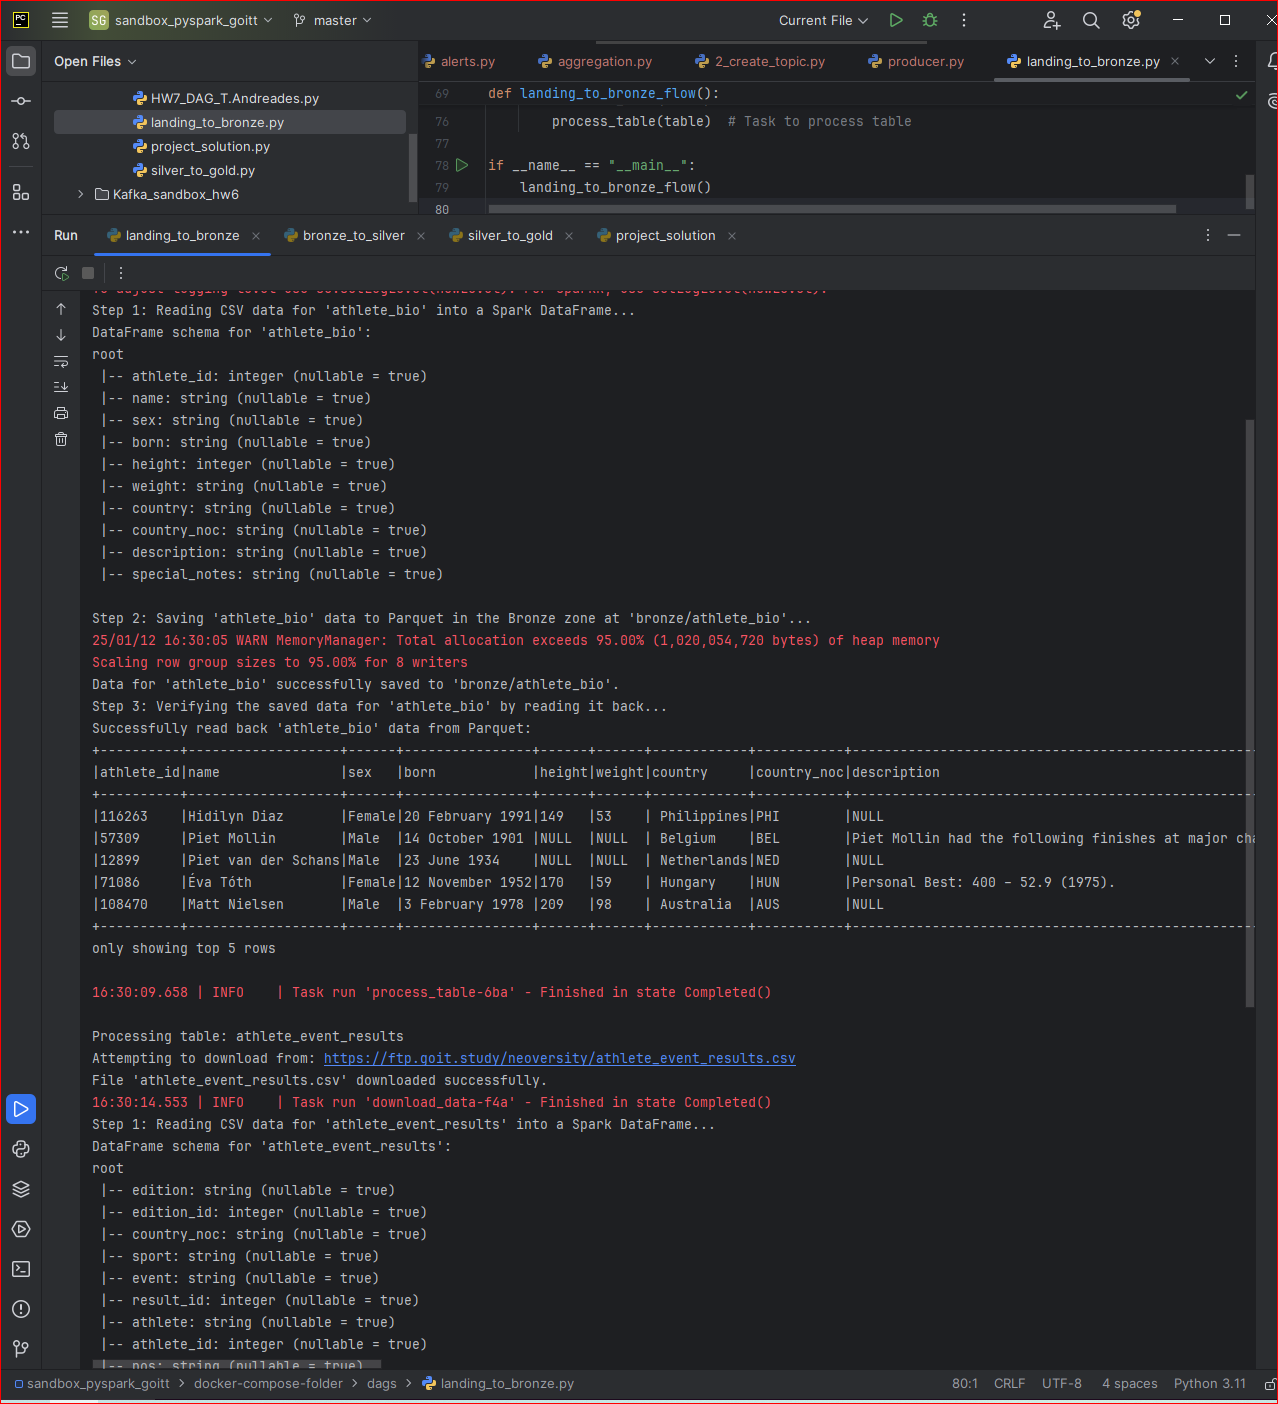 PC
SG sandbox_pyspark_goitt master Current File
Open Files
alerts.py aggregation.py 2_create_topic.py producer.py landing_to_bronze.py
HW7_DAG_T.Andreades.py
landing_to_bronze.py
project_solution.py
silver_to_gold.py
Kafka_sandbox_hw6
69 def landing_to_bronze_flow():
76 process_table(table)  # Task to process table
77
78 if __name__ == "__main__":
79 landing_to_bronze_flow()
80
Run landing_to_bronze bronze_to_silver silver_to_gold project_solution
Step 1: Reading CSV data for 'athlete_bio' into a Spark DataFrame...
DataFrame schema for 'athlete_bio':
root
 |-- athlete_id: integer (nullable = true)
 |-- name: string (nullable = true)
 |-- sex: string (nullable = true)
 |-- born: string (nullable = true)
 |-- height: integer (nullable = true)
 |-- weight: string (nullable = true)
 |-- country: string (nullable = true)
 |-- country_noc: string (nullable = true)
 |-- description: string (nullable = true)
 |-- special_notes: string (nullable = true)
Step 2: Saving 'athlete_bio' data to Parquet in the Bronze zone at 'bronze/athlete_bio'...
25/01/12 16:30:05 WARN MemoryManager: Total allocation exceeds 95.00% (1,020,054,720 bytes) of heap memory
Scaling row group sizes to 95.00% for 8 writers
Data for 'athlete_bio' successfully saved to 'bronze/athlete_bio'.
Step 3: Verifying the saved data for 'athlete_bio' by reading it back...
Successfully read back 'athlete_bio' data from Parquet:
|athlete_id|name               |sex   |born            |height|weight|country     |country_noc|description
|116263    |Hidilyn Diaz       |Female|20 February 1991|149   |53    | Philippines|PHI        |NULL
|57309     |Piet Mollin        |Male  |14 October 1901 |NULL  |NULL  | Belgium    |BEL        |Piet Mollin had the following finishes at major cha
|12899     |Piet van der Schans|Male  |23 June 1934    |NULL  |NULL  | Netherlands|NED        |NULL
|71086     |Éva Tóth           |Female|12 November 1952|170   |59    | Hungary    |HUN        |Personal Best: 400 – 52.9 (1975).
|108470    |Matt Nielsen       |Male  |3 February 1978 |209   |98    | Australia  |AUS        |NULL
only showing top 5 rows
16:30:09.658 | INFO    | Task run 'process_table-6ba' - Finished in state Completed()
Processing table: athlete_event_results
Attempting to download from: https://ftp.goit.study/neoversity/athlete_event_results.csv
File 'athlete_event_results.csv' downloaded successfully.
16:30:14.553 | INFO    | Task run 'download_data-f4a' - Finished in state Completed()
Step 1: Reading CSV data for 'athlete_event_results' into a Spark DataFrame...
DataFrame schema for 'athlete_event_results':
root
 |-- edition: string (nullable = true)
 |-- edition_id: integer (nullable = true)
 |-- country_noc: string (nullable = true)
 |-- sport: string (nullable = true)
 |-- event: string (nullable = true)
 |-- result_id: integer (nullable = true)
 |-- athlete: string (nullable = true)
 |-- athlete_id: integer (nullable = true)
 |-- pos: string (nullable = true)
sandbox_pyspark_goitt > docker-compose-folder > dags > landing_to_bronze.py 80:1 CRLF UTF-8 4 spaces Python 3.11